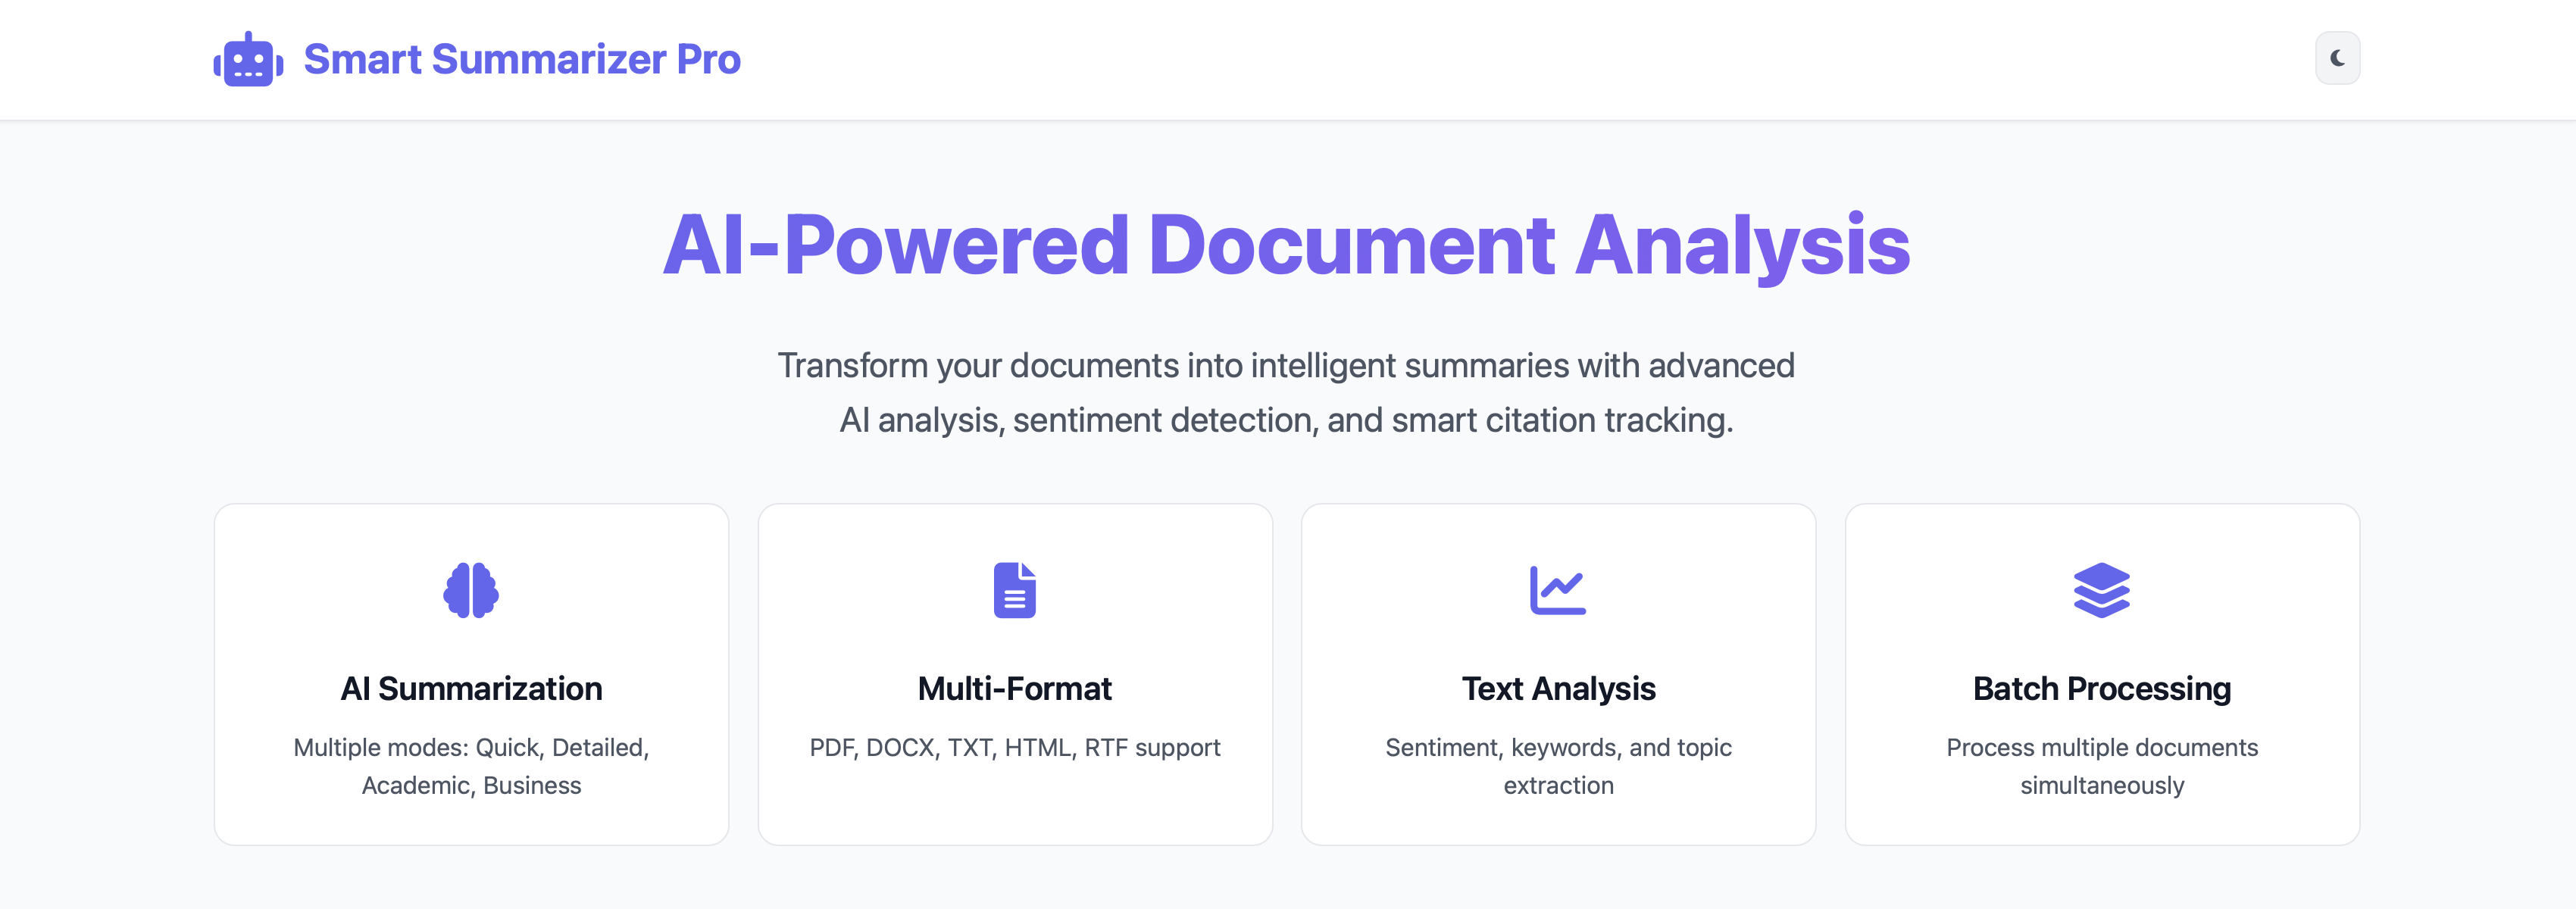 Smart Summarizer Pro
AI-Powered Document Analysis
Transform your documents into intelligent summaries with advanced
AI analysis, sentiment detection, and smart citation tracking.
AI Summarization
Multiple modes: Quick, Detailed,
Academic, Business
Multi-Format
PDF, DOCX, TXT, HTML, RTF support
Text Analysis
Sentiment, keywords, and topic
extraction
Batch Processing
Process multiple documents
simultaneously